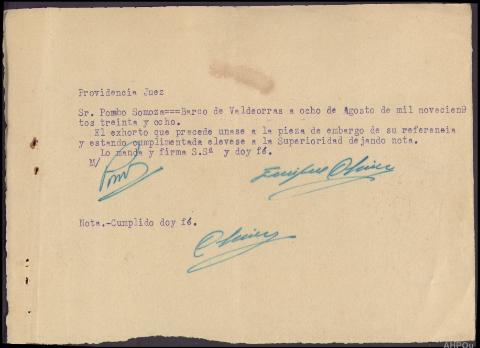 Providencia Juez
Sr. Pombo Somoza===Barco de Valdeorras a ocho de Agosto de mil novecien
tos treinta y ocho.
El exhorto que precede unase a la pieza de embargo de su referencia
y estando cumplimentada elevese a la Superioridad dejando nota.
Lo manda y firma S.Sª y doy fé.
M/
Nota.-Cumplido doy fé.
AHPOu